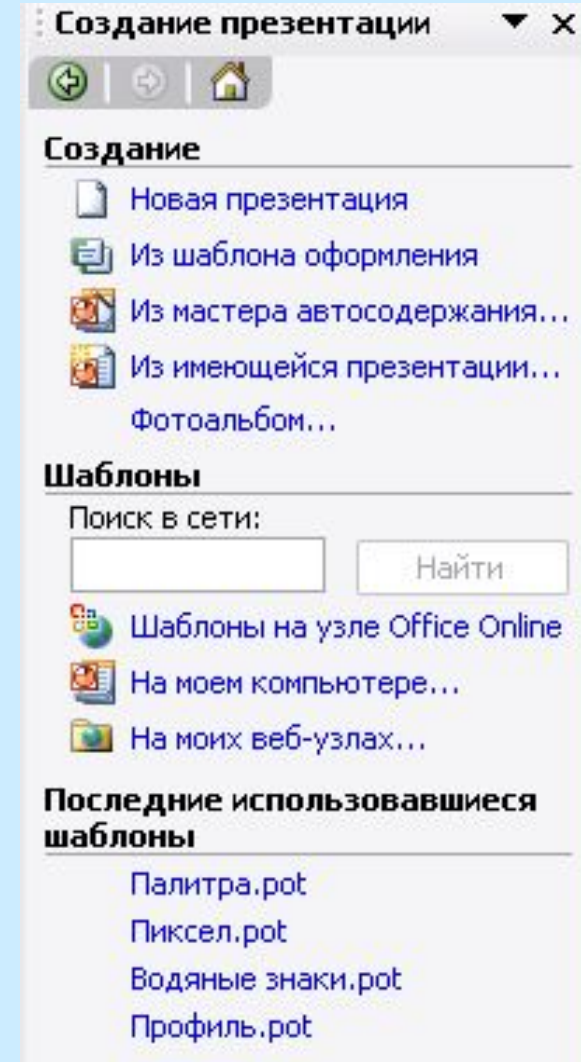 Создание презентации
Создание
Новая презентация
Из шаблона оформления
Из мастера автосодержания...
Из имеющейся презентации...
Фотоальбом...
Шаблоны
Поиск в сети:
Найти
Шаблоны на узле Office Online
На моем компьютере...
На моих веб-узлах...
Последние использовавшиеся
шаблоны
Палитра.pot
Пиксел.pot
Водяные знаки.pot
Профиль.pot